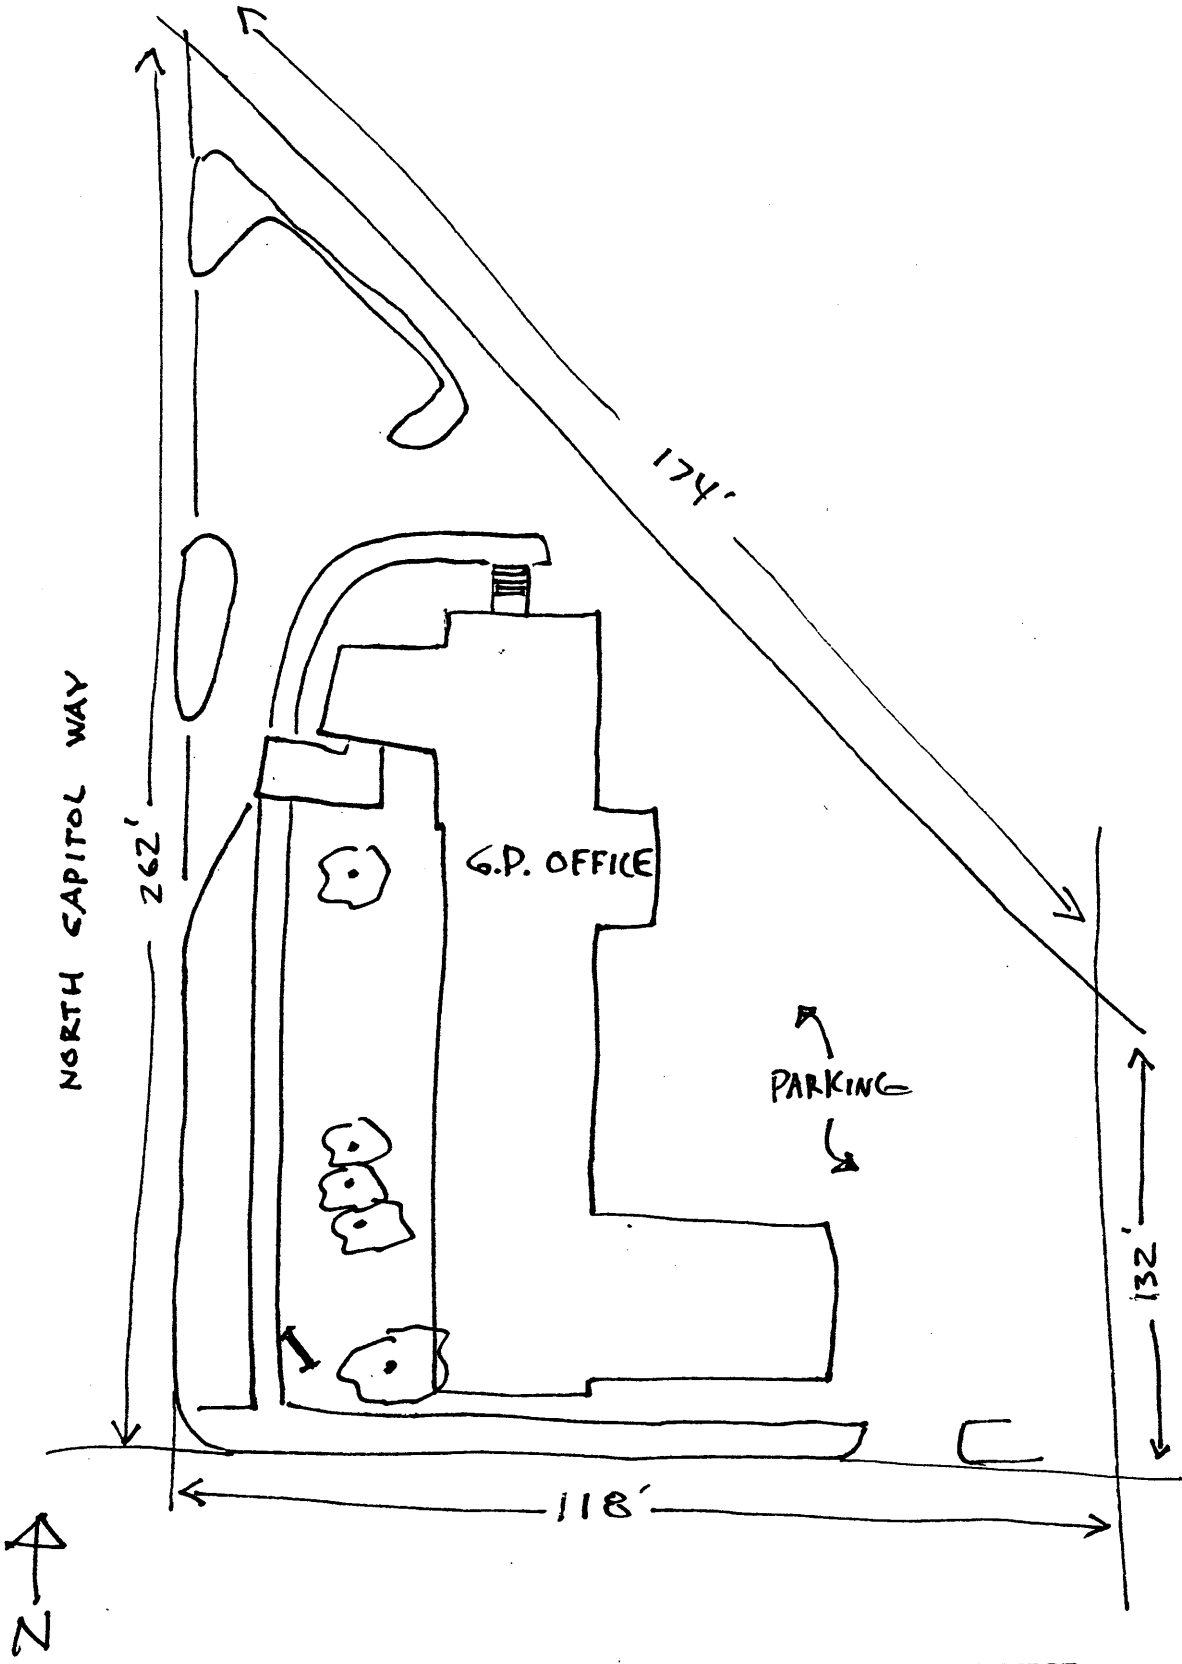 174'
NORTH CAPITOL WAY
262'
G.P. OFFICE
PARKING
132'
118'
N